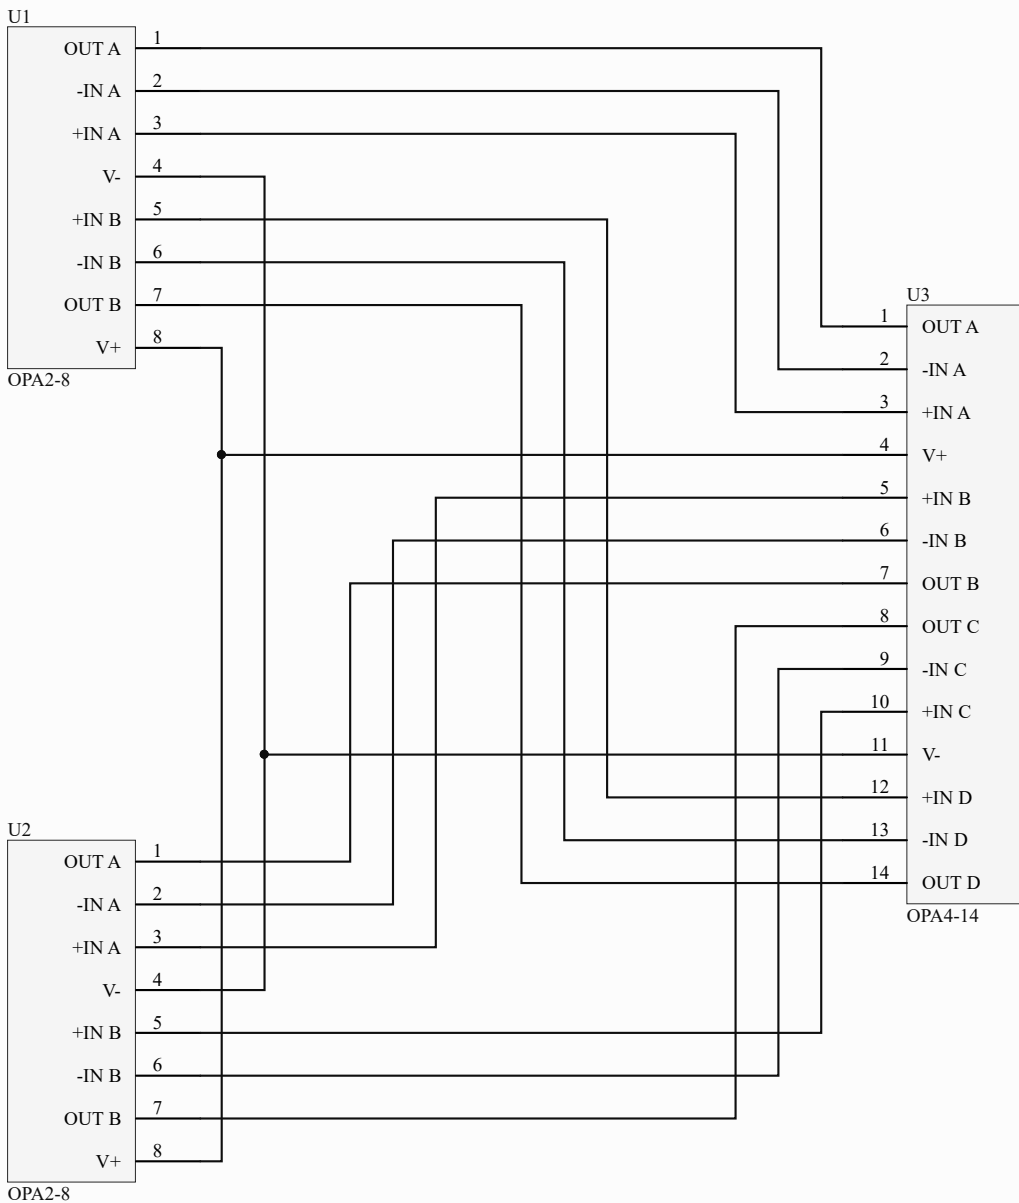 U1
OUT A 1
-IN A 2
+IN A 3
V- 4
+IN B 5
-IN B 6
OUT B 7
V+ 8
OPA2-8
U3
1 OUT A
2 -IN A
3 +IN A
4 V+
5 +IN B
6 -IN B
7 OUT B
8 OUT C
9 -IN C
10 +IN C
11 V-
12 +IN D
13 -IN D
14 OUT D
OPA4-14
U2
OUT A 1
-IN A 2
+IN A 3
V- 4
+IN B 5
-IN B 6
OUT B 7
V+ 8
OPA2-8